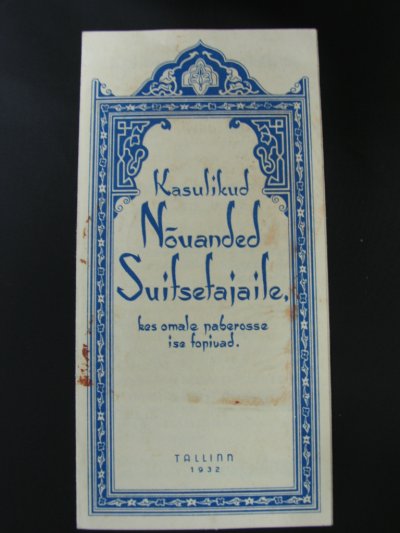 Kasulikud
Nõuanded
Suitsetajaile,
kes omale paberosse
ise topivad.
TALLINN
1932